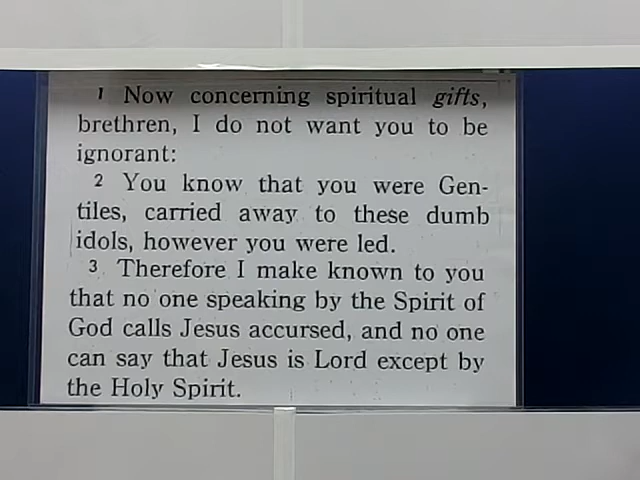 1 Now concerning spiritual gifts,
brethren, I do not want you to be
ignorant:
2 You know that you were Gen-
tiles, carried away to these dumb
idols, however you were led.
3 Therefore I make known to you
that no one speaking by the Spirit of
God calls Jesus accursed, and no one
can say that Jesus is Lord except by
the Holy Spirit.